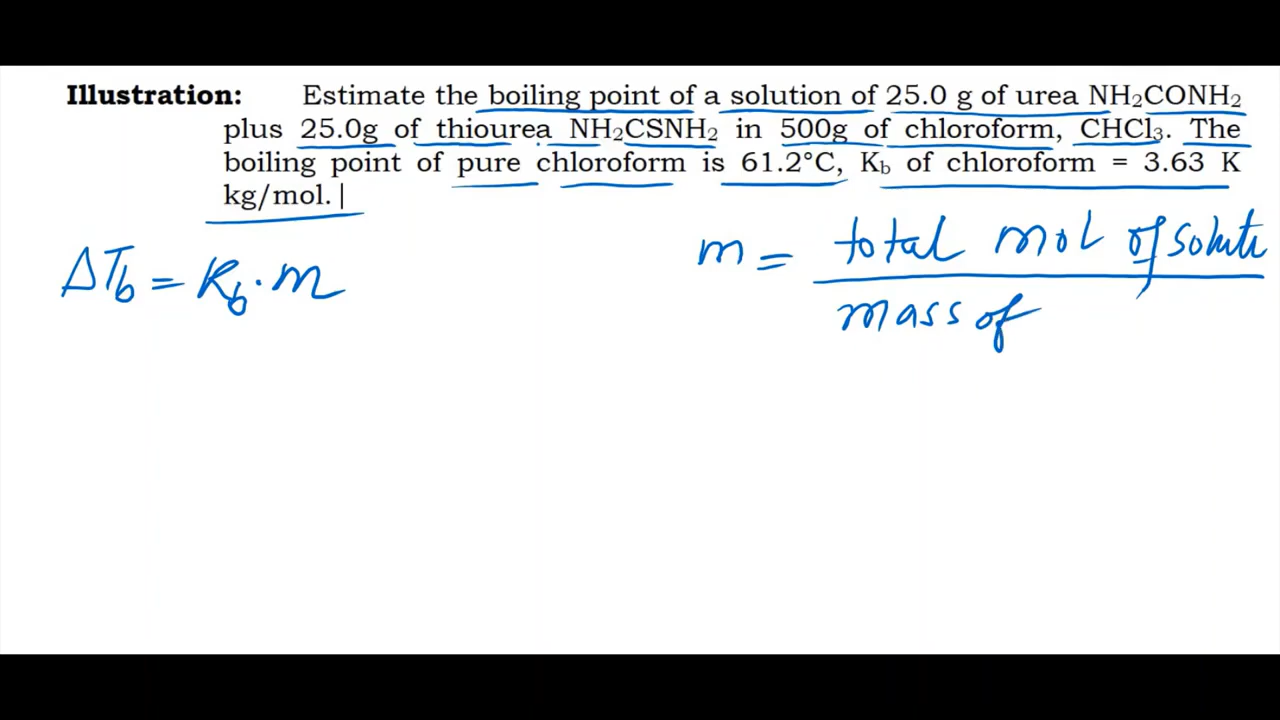 Illustration: Estimate the boiling point of a solution of 25.0 g of urea NH₂CONH₂
plus 25.0g of thiourea NH₂CSNH₂ in 500g of chloroform, CHCl₃. The
boiling point of pure chloroform is 61.2°C, K_b of chloroform = 3.63 K
kg/mol. |
ΔT_b = K_b · m
m = total mol of solute
mass of